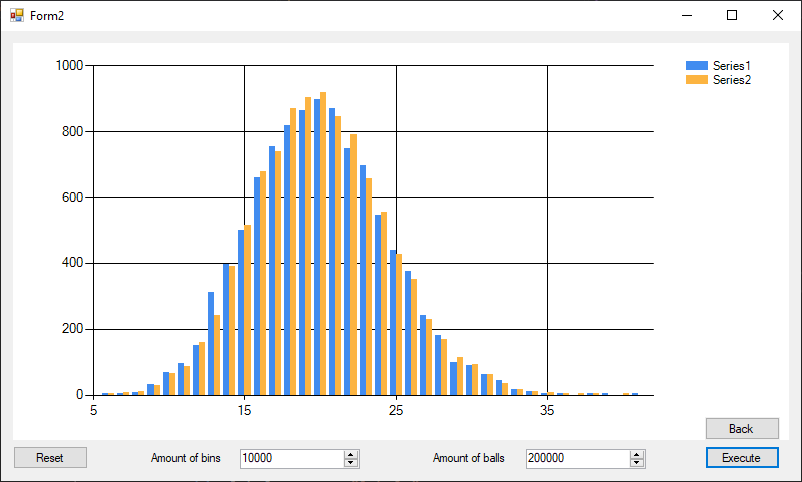 Form2
1000
800
600
400
200
0
5 15 25 35
Series1
Series2
Back
Reset Amount of bins 10000 Amount of balls 200000 Execute